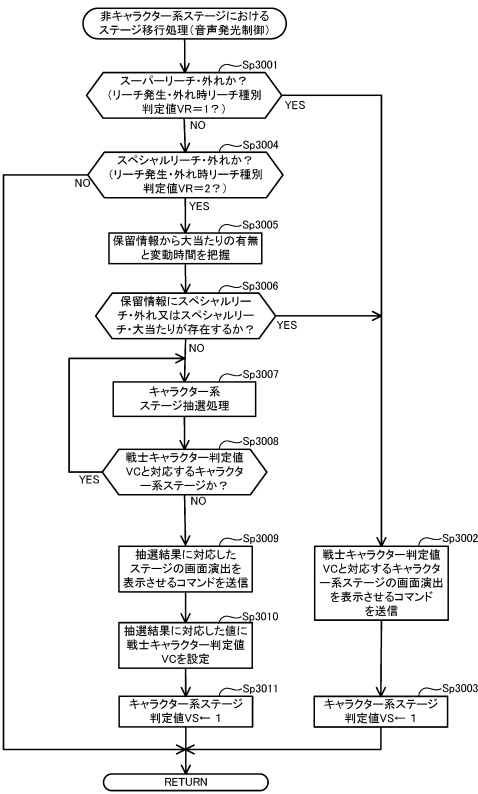 非キャラクター系ステージにおける
ステージ移行処理(音声発光制御)
Sp3001
スーパーリーチ・外れか?
(リーチ発生・外れ時リーチ種別
判定値VR=1?)
YES
NO
Sp3004
スペシャルリーチ・外れか?
(リーチ発生・外れ時リーチ種別
判定値VR=2?)
NO
YES
Sp3005
保留情報から大当たりの有無
と変動時間を把握
Sp3006
保留情報にスペシャルリー
チ・外れ又はスペシャルリー
チ・大当たりが存在するか?
YES
NO
Sp3007
キャラクター系
ステージ抽選処理
Sp3008
戦士キャラクター判定値
VCと対応するキャラクタ
ー系ステージか?
YES
NO
Sp3009
抽選結果に対応した
ステージの画面演出を
表示させるコマンドを送信
Sp3002
戦士キャラクター判定値
VCと対応するキャラクタ
ー系ステージの画面演出
を表示させるコマンド
を送信
Sp3010
抽選結果に対応した値に
戦士キャラクター判定値
VCを設定
Sp3011
キャラクター系ステージ
判定値VS← 1
Sp3003
キャラクター系ステージ
判定値VS← 1
RETURN